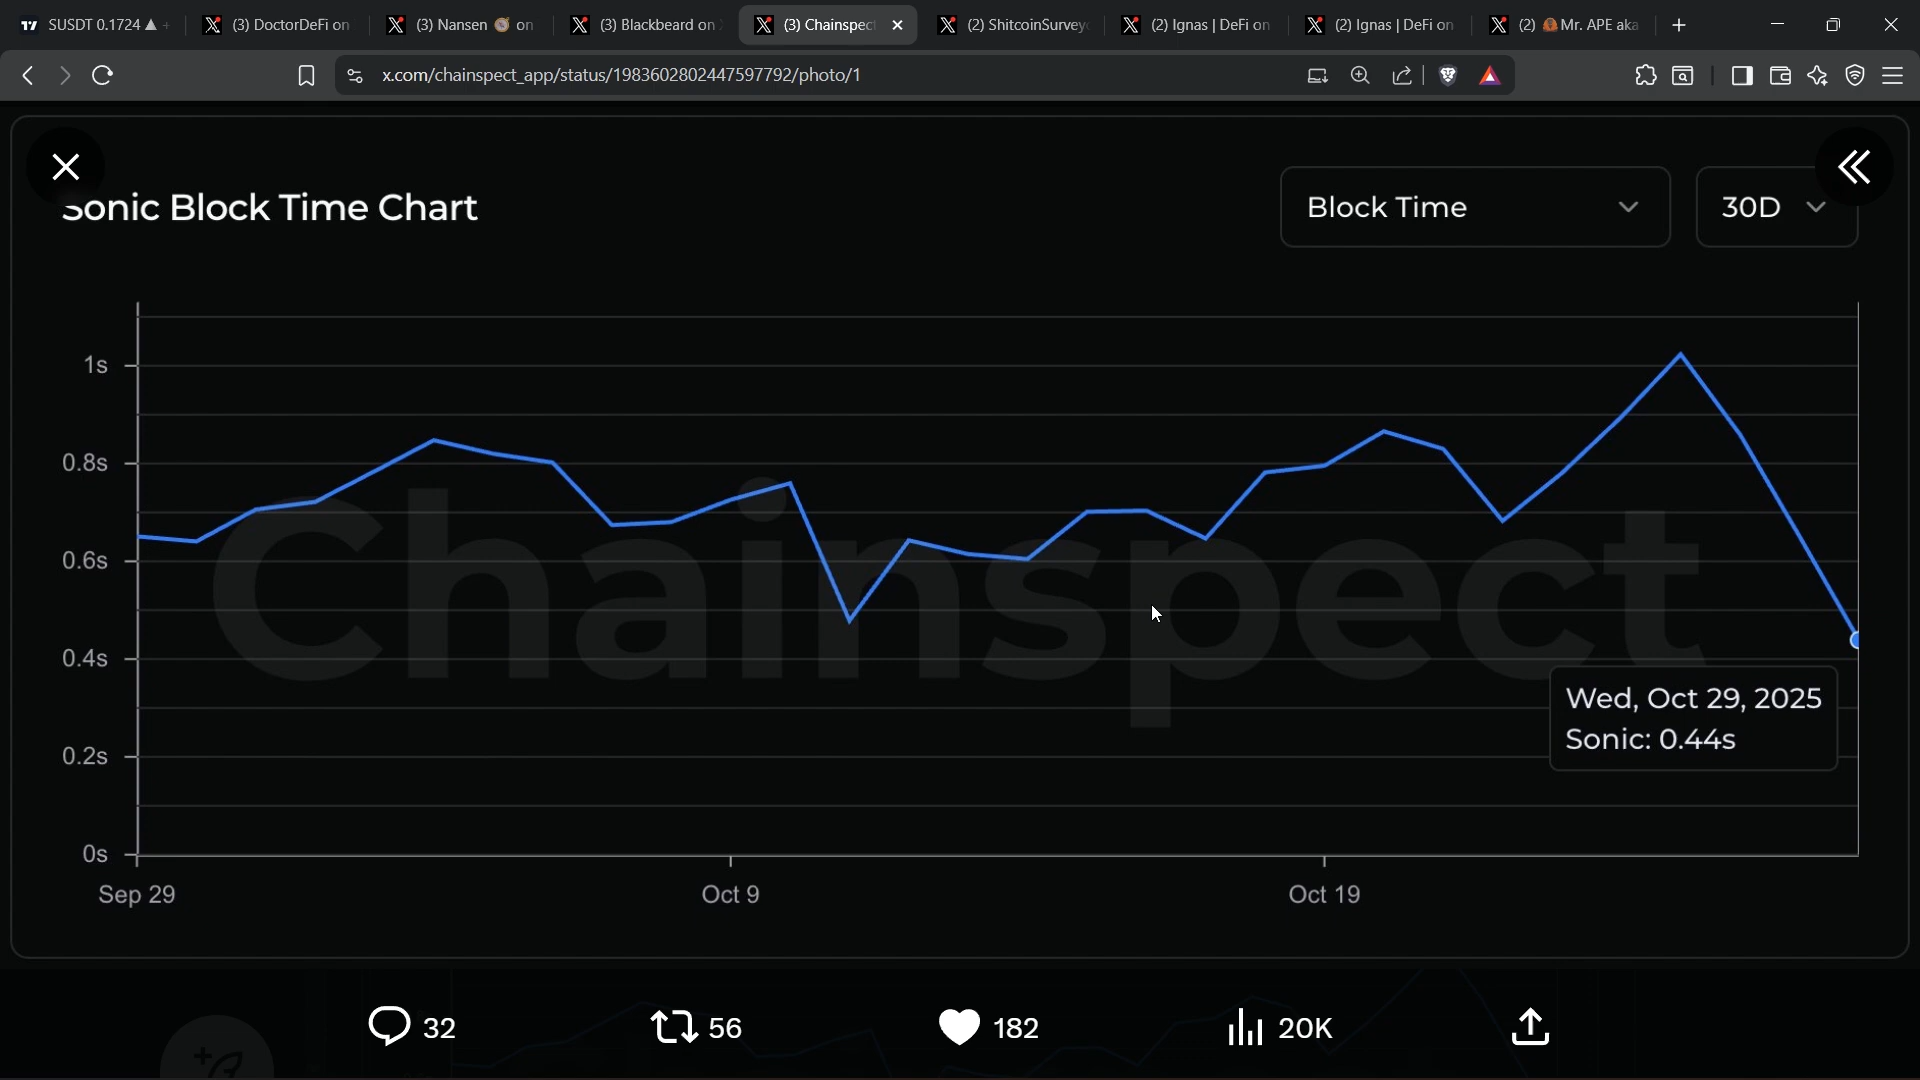 SUSDT 0.1724 ▲ +
(3) DoctorDeFi on
(3) Nansen 🧭 on
(3) Blackbeard on
(3) Chainspect
(2) ShitcoinSurvey
(2) Ignas | DeFi on
(2) Ignas | DeFi on
(2) 🦧Mr. APE aka
x.com/chainspect_app/status/1983602802447597792/photo/1
Sonic Block Time Chart
Block Time
30D
1s
0.8s
0.6s
0.4s
0.2s
0s
Chainspect
Wed, Oct 29, 2025
Sonic: 0.44s
Sep 29
Oct 9
Oct 19
32
56
182
20K